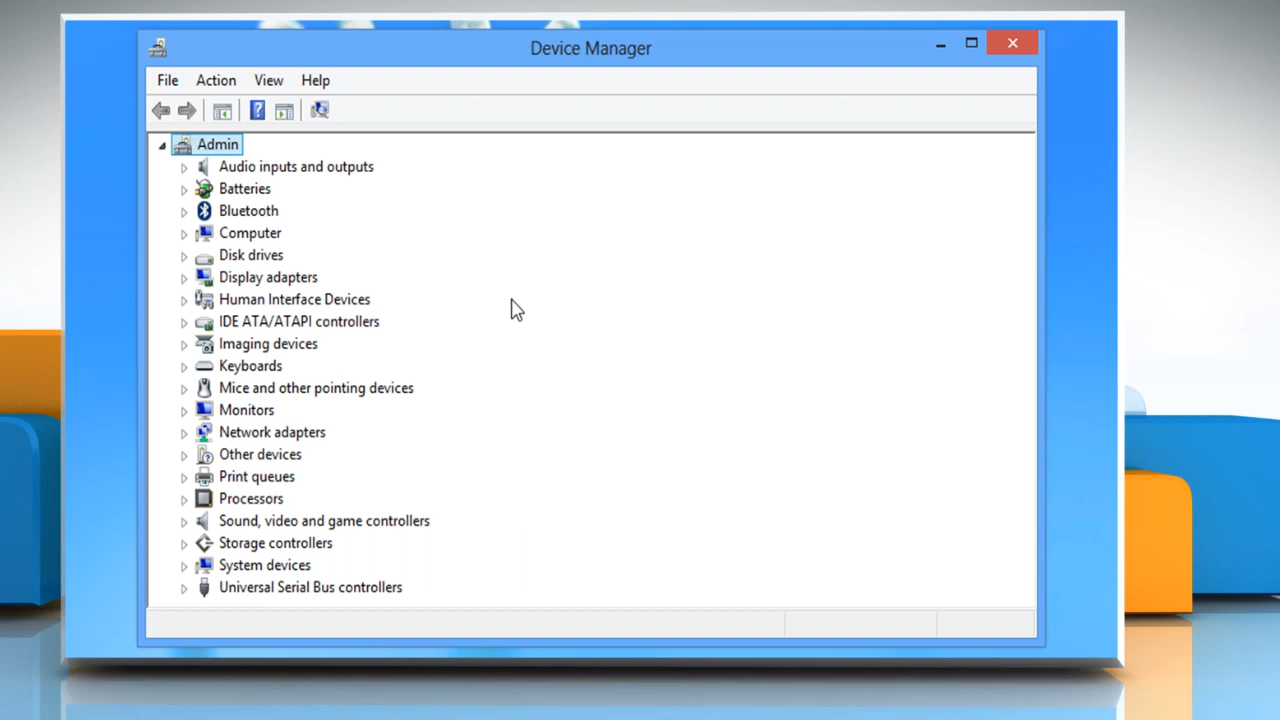 Device Manager
File Action View Help
Admin
Audio inputs and outputs
Batteries
Bluetooth
Computer
Disk drives
Display adapters
Human Interface Devices
IDE ATA/ATAPI controllers
Imaging devices
Keyboards
Mice and other pointing devices
Monitors
Network adapters
Other devices
Print queues
Processors
Sound, video and game controllers
Storage controllers
System devices
Universal Serial Bus controllers